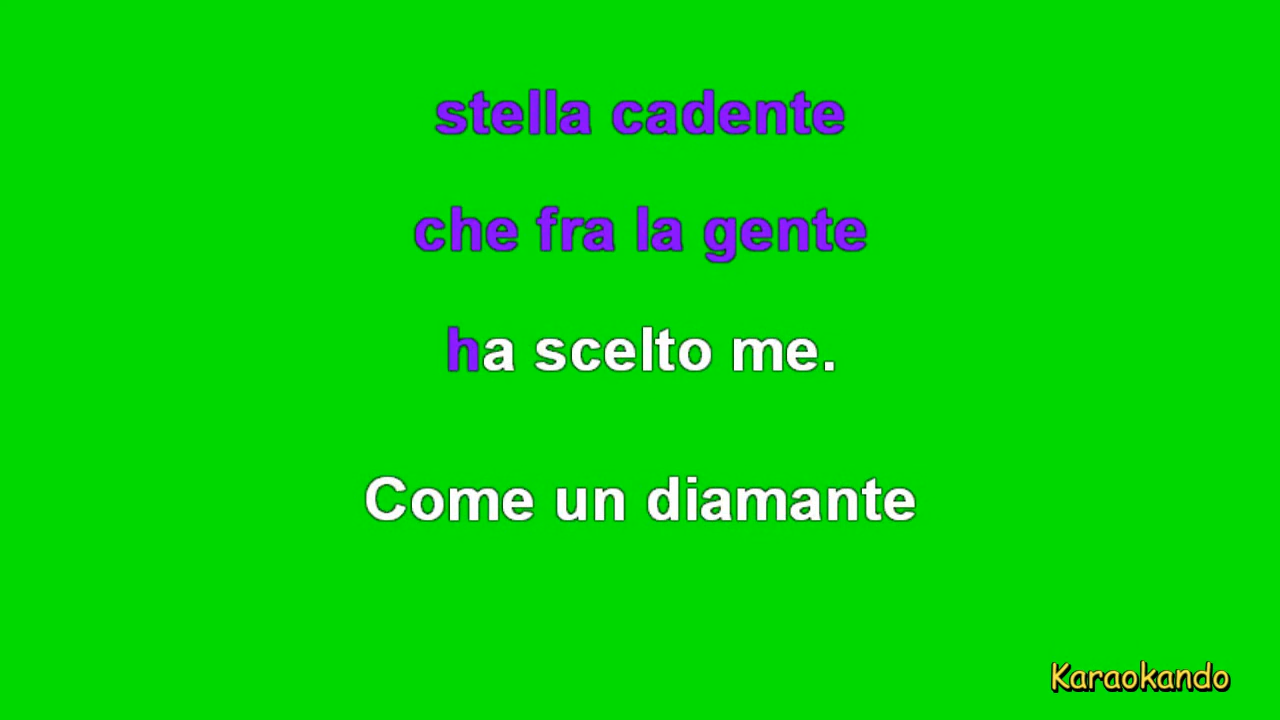 stella cadente
che fra la gente
ha scelto me.
Come un diamante
Karaokando